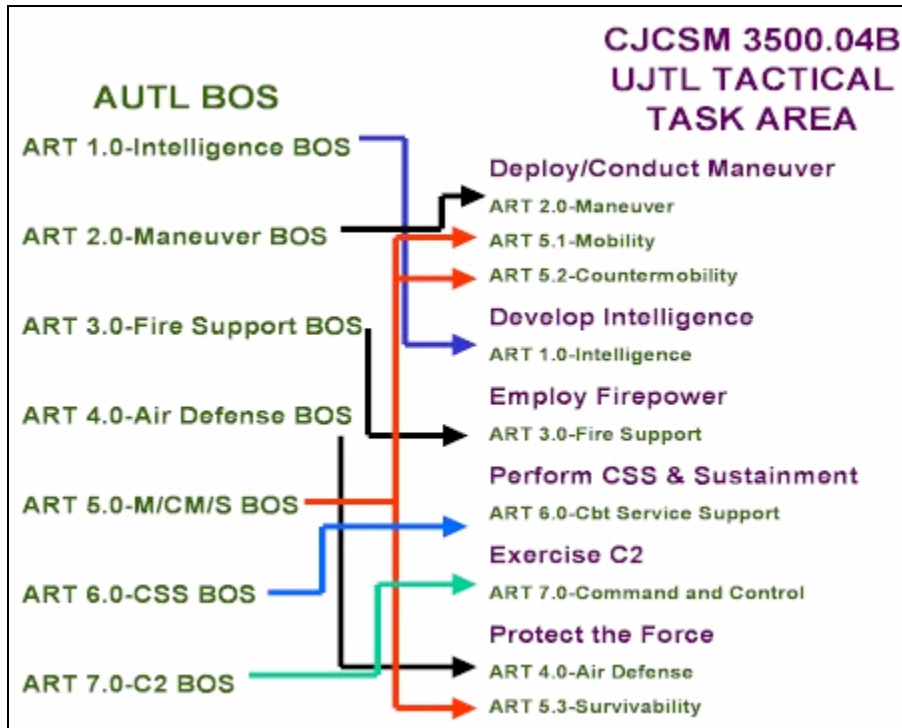 CJCSM 3500.04B
UJTL TACTICAL
TASK AREA
AUTL BOS
ART 1.0-Intelligence BOS
ART 2.0-Maneuver BOS
ART 3.0-Fire Support BOS
ART 4.0-Air Defense BOS
ART 5.0-M/CM/S BOS
ART 6.0-CSS BOS
ART 7.0-C2 BOS
Deploy/Conduct Maneuver
ART 2.0-Maneuver
ART 5.1-Mobility
ART 5.2-Countermobility
Develop Intelligence
ART 1.0-Intelligence
Employ Firepower
ART 3.0-Fire Support
Perform CSS & Sustainment
ART 6.0-Cbt Service Support
Exercise C2
ART 7.0-Command and Control
Protect the Force
ART 4.0-Air Defense
ART 5.3-Survivability